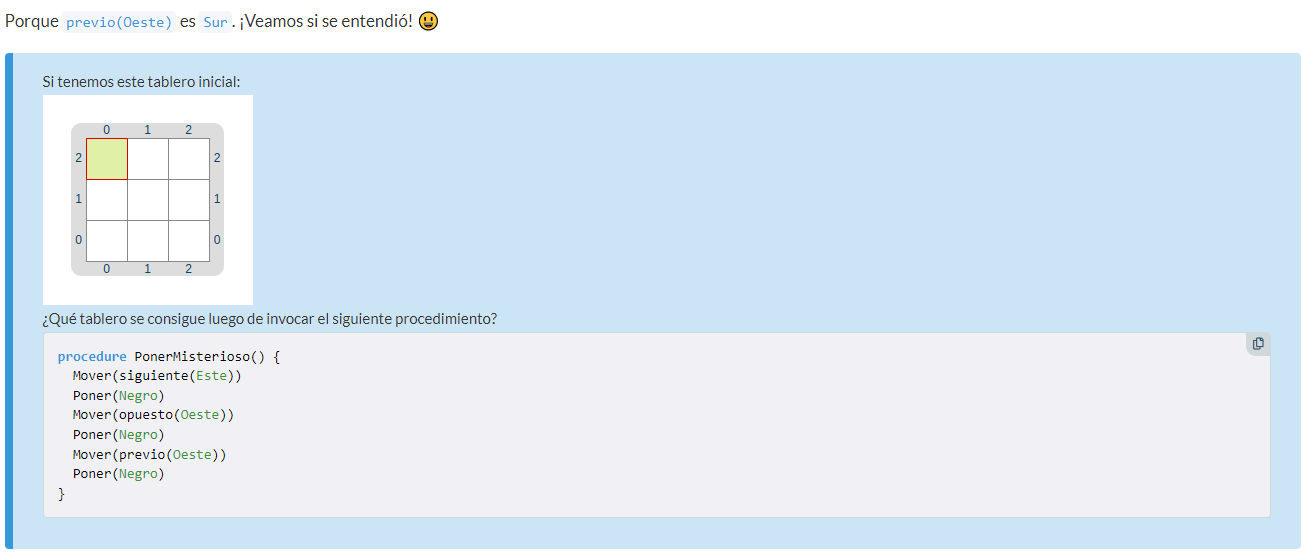 Porque previo(Oeste) es Sur. ¡Veamos si se entendió! 😃
Si tenemos este tablero inicial:
0 1 2
2 2
1 1
0 0
0 1 2
¿Qué tablero se consigue luego de invocar el siguiente procedimiento?
procedure PonerMisterioso() {
  Mover(siguiente(Este))
  Poner(Negro)
  Mover(opuesto(Oeste))
  Poner(Negro)
  Mover(previo(Oeste))
  Poner(Negro)
}